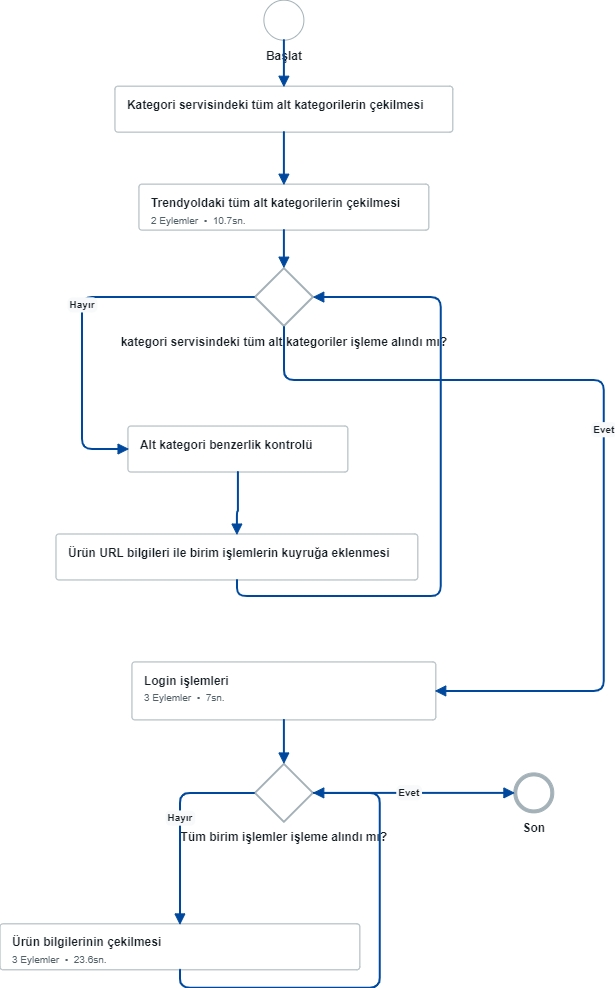 Başlat
Kategori servisindeki tüm alt kategorilerin çekilmesi
Trendyoldaki tüm alt kategorilerin çekilmesi
2 Eylemler • 10.7sn.
Hayır
kategori servisindeki tüm alt kategoriler işleme alındı mı?
Evet
Alt kategori benzerlik kontrolü
Ürün URL bilgileri ile birim işlemlerin kuyruğa eklenmesi
Login işlemleri
3 Eylemler • 7sn.
Evet
Hayır
Son
Tüm birim işlemler işleme alındı mı?
Ürün bilgilerinin çekilmesi
3 Eylemler • 23.6sn.